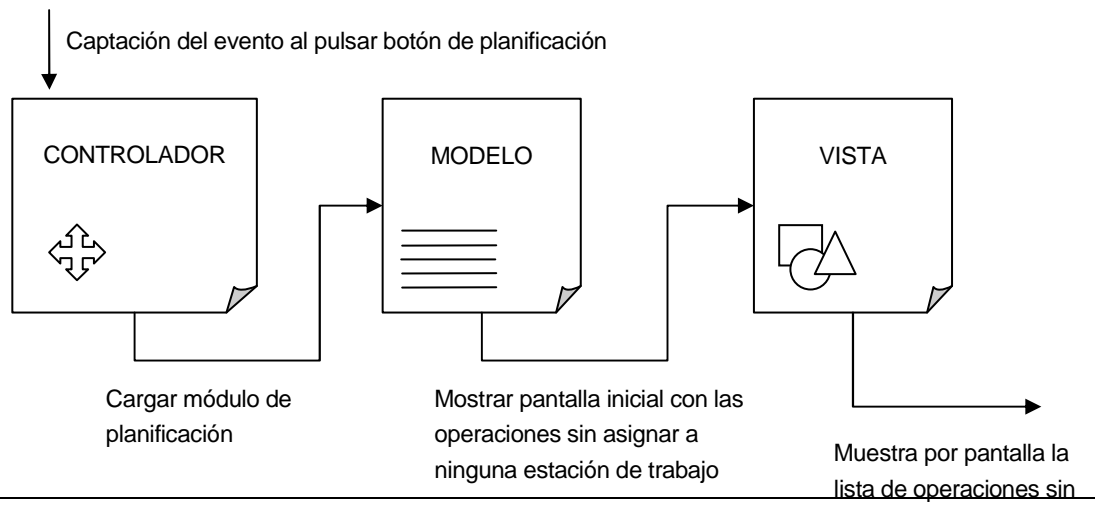 Captación del evento al pulsar botón de planificación
CONTROLADOR
MODELO
VISTA
Cargar módulo de
planificación
Mostrar pantalla inicial con las
operaciones sin asignar a
ninguna estación de trabajo
Muestra por pantalla la
lista de operaciones sin